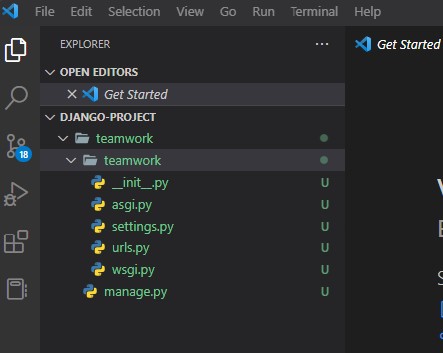 File Edit Selection View Go Run Terminal Help
EXPLORER ...
Get Started
OPEN EDITORS
Get Started
DJANGO-PROJECT
teamwork
teamwork
__init__.py U
asgi.py U
18
settings.py U
urls.py U
wsgi.py U
manage.py U